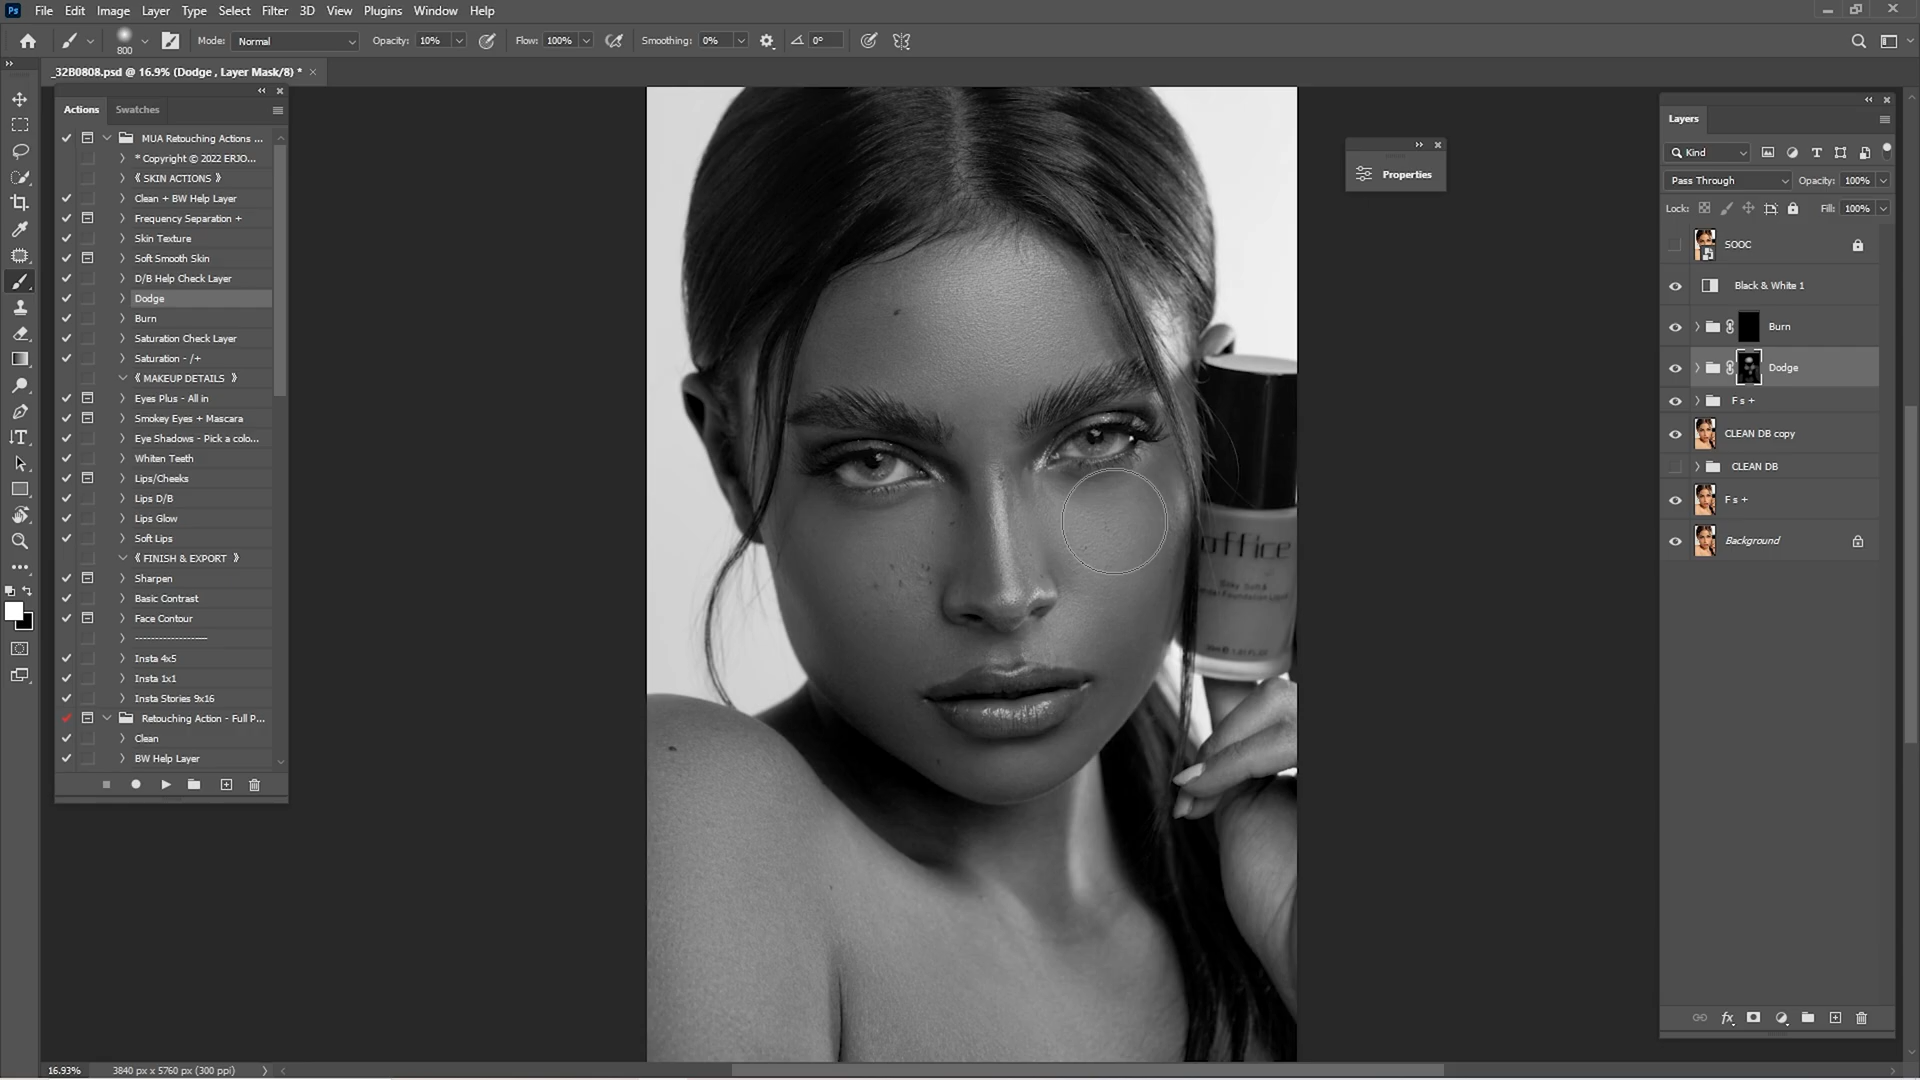 Ps File Edit Image Layer Type Select Filter 3D View Plugins Window Help
800 Mode: Normal Opacity: 10% Flow: 100% Smoothing: 0% 0°
_32B0808.psd @ 16.9% (Dodge , Layer Mask/8) *
Actions Swatches
MUA Retouching Actions ...
* Copyright © 2022 ERJO...
《 SKIN ACTIONS 》
Clean + BW Help Layer
Frequency Separation +
Skin Texture
Soft Smooth Skin
D/B Help Check Layer
Dodge
Burn
Saturation Check Layer
Saturation - /+
《 MAKEUP DETAILS 》
Eyes Plus - All in
Smokey Eyes + Mascara
Eye Shadows - Pick a colo...
Whiten Teeth
Lips/Cheeks
Lips D/B
Lips Glow
Soft Lips
《 FINISH & EXPORT 》
Sharpen
Basic Contrast
Face Contour
-------------------
Insta 4x5
Insta 1x1
Insta Stories 9x16
Retouching Action - Full P...
Clean
BW Help Layer
office
Properties
Layers
Kind
Pass Through Opacity: 100%
Lock: Fill: 100%
SOOC
Black & White 1
Burn
Dodge
F s +
CLEAN DB copy
CLEAN DB
F s +
Background
fx
16.93% 3840 px x 5760 px (300 ppi)